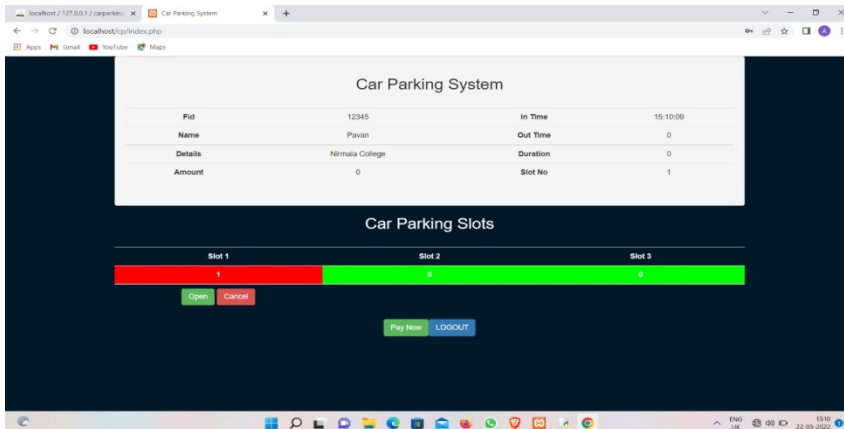 localhost / 127.0.0.1 / carparking
Car Parking System
localhost/cp/index.php
Apps Gmail YouTube Maps
Car Parking System
Fid 12345 In Time 15:10:09
Name Pavan Out Time 0
Details Nirmala College Duration 0
Amount 0 Slot No 1
Car Parking Slots
Slot 1 Slot 2 Slot 3
1 0 0
Open Cancel
Pay Now LOGOUT
ENG 15:10
UK 22-05-2022